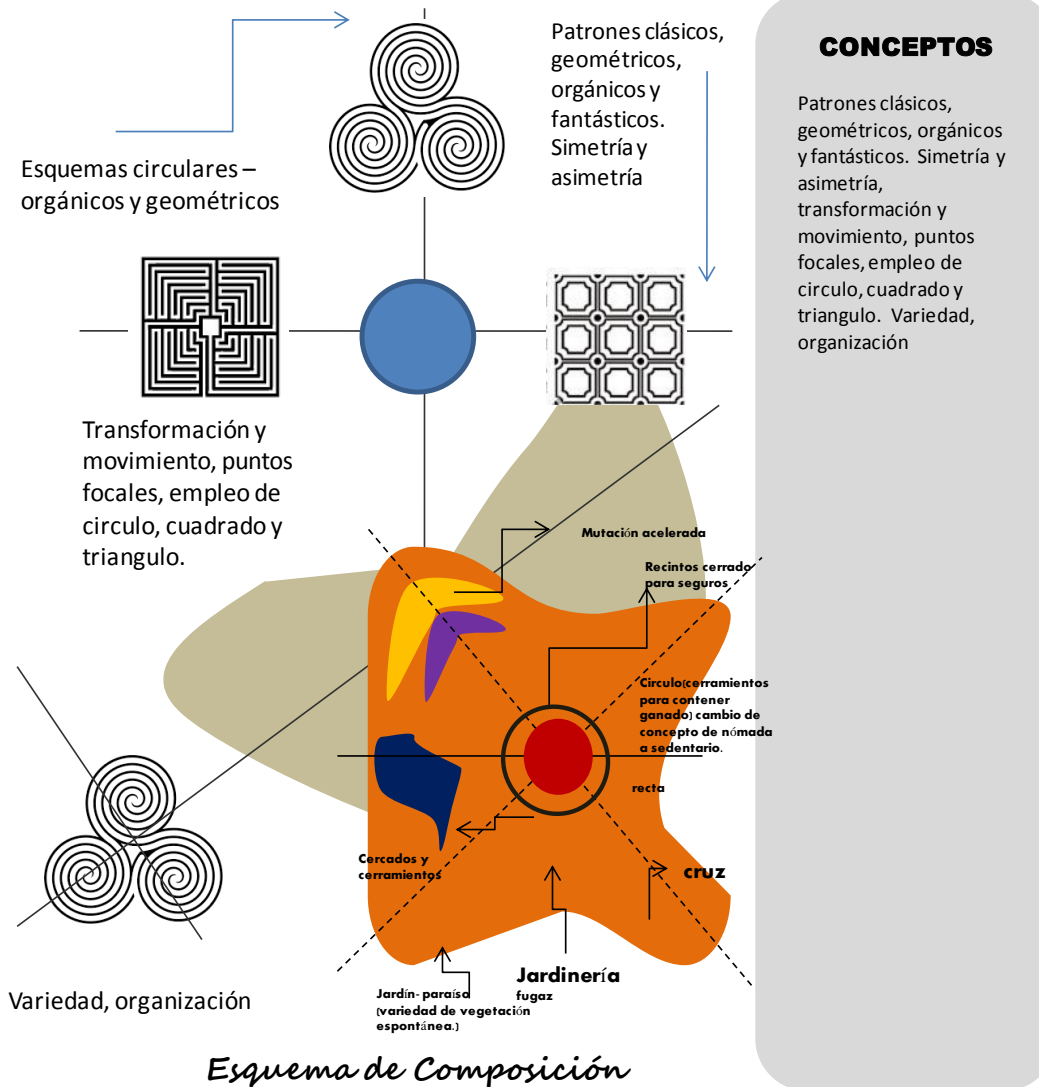 Esquemas circulares –
orgánicos y geométricos
Patrones clásicos,
geométricos,
orgánicos y
fantásticos.
Simetría y
asimetría
Transformación y
movimiento, puntos
focales, empleo de
circulo, cuadrado y
triangulo.
Mutación acelerada
Recintos cerrado
para seguros
Circulo(cerramientos
para contener
ganado) cambio de
concepto de nómada
a sedentario.
recta
Cercados y
cerramientos
cruz
Jardinería
fugaz
Jardín- paraíso
(variedad de vegetación
espontánea.)
Variedad, organización
Esquema de Composición
CONCEPTOS
Patrones clásicos,
geométricos, orgánicos
y fantásticos. Simetría y
asimetría,
transformación y
movimiento, puntos
focales, empleo de
circulo, cuadrado y
triangulo. Variedad,
organización